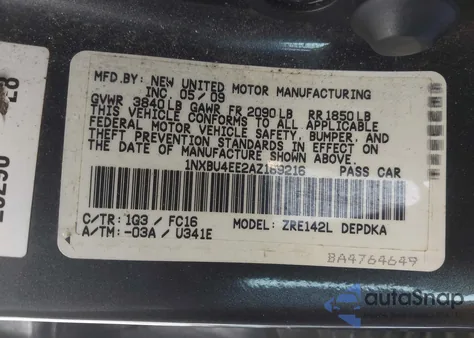 MFD. BY: NEW UNITED MOTOR MANUFACTURING
INC. 05/09
GVWR 3840LB GAWR FR 2090LB RR1850LB
THIS VEHICLE CONFORMS TO ALL APPLICABLE
FEDERAL MOTOR VEHICLE SAFETY, BUMPER, AND
THEFT PREVENTION STANDARDS IN EFFECT ON
THE DATE OF MANUFACTURE SHOWN ABOVE.
1NXBU4EE2AZ169216 PASS CAR
C/TR: 1G3 / FC16 MODEL: ZRE142L DEPDKA
A/TM: -03A / U341E
BA4764649
autoSnap